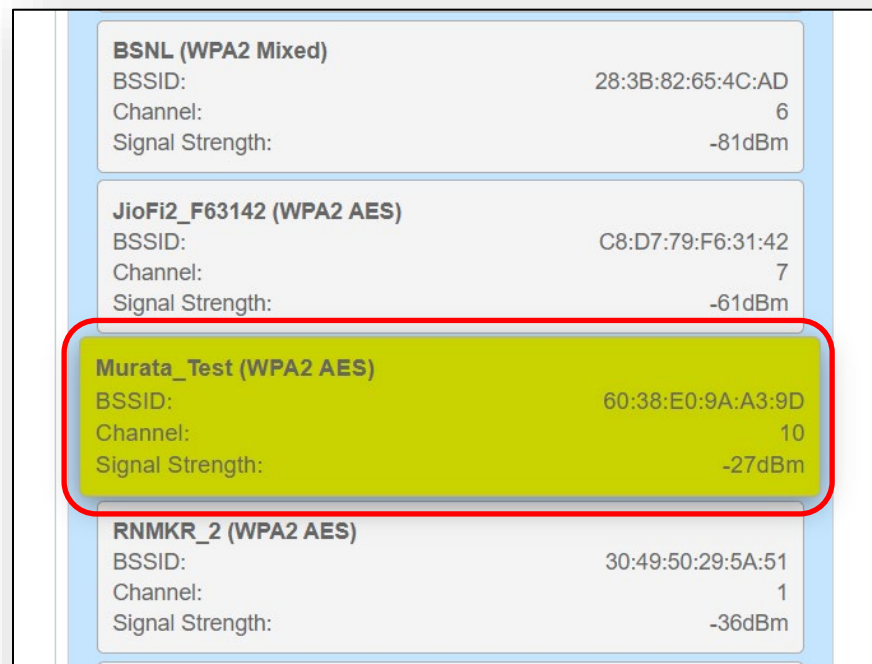 BSNL (WPA2 Mixed)
BSSID: 28:3B:82:65:4C:AD
Channel: 6
Signal Strength: -81dBm
JioFi2_F63142 (WPA2 AES)
BSSID: C8:D7:79:F6:31:42
Channel: 7
Signal Strength: -61dBm
Murata_Test (WPA2 AES)
BSSID: 60:38:E0:9A:A3:9D
Channel: 10
Signal Strength: -27dBm
RNMKR_2 (WPA2 AES)
BSSID: 30:49:50:29:5A:51
Channel: 1
Signal Strength: -36dBm